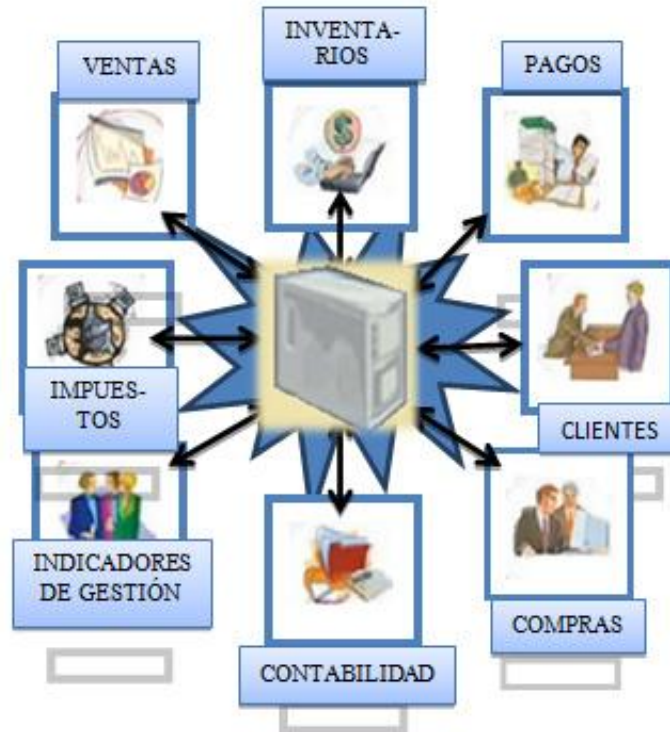 VENTAS
INVENTA-
RIOS
PAGOS
IMPUES-
TOS
CLIENTES
INDICADORES
DE GESTIÓN
CONTABILIDAD
COMPRAS